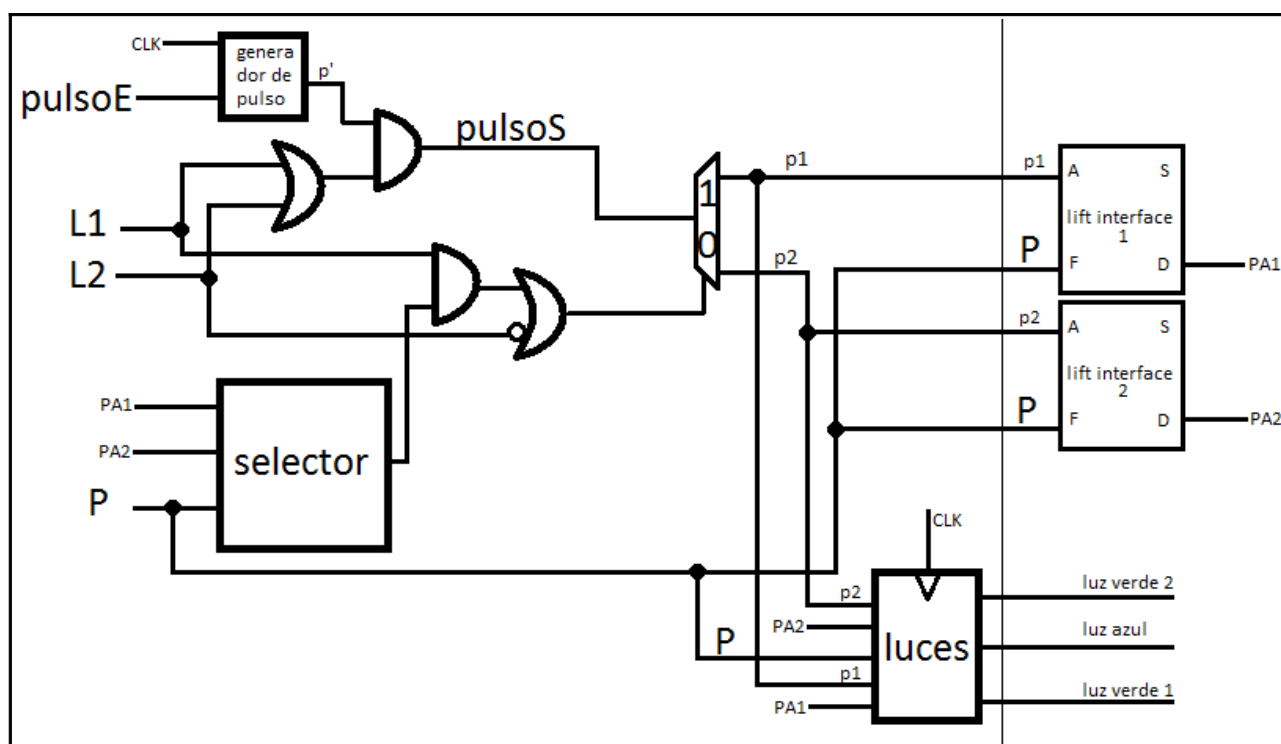 CLK
pulsoE
genera
dor de
pulso
p'
pulsoS
L1
L2
1
0
p1
p2
p1
A
S
lift interface
1
P
F
D
PA1
p2
A
S
lift interface
2
P
F
D
PA2
PA1
PA2
P
selector
CLK
p2
PA2
P
p1
PA1
luces
luz verde 2
luz azul
luz verde 1